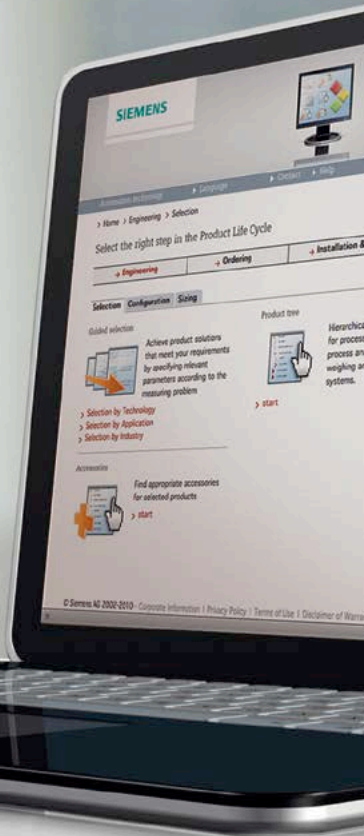 SIEMENS
Automation technology › Language › Contact › Help
› Home › Engineering › Selection
Select the right step in the Product Life Cycle
→ Engineering → Ordering → Installation &
Selection Configuration Sizing
Guided selection
Achieve product solutions
that meet your requirements
by specifying relevant
parameters according to the
measuring problem
› Selection by Technology
› Selection by Application
› Selection by Industry
Product tree
Hierarchica
for process
process an
weighing an
systems.
› start
Accessories
Find appropriate accessories
for selected products
› start
© Siemens AG 2002-2010 - Corporate Information | Privacy Policy | Terms of Use | Disclaimer of Warra